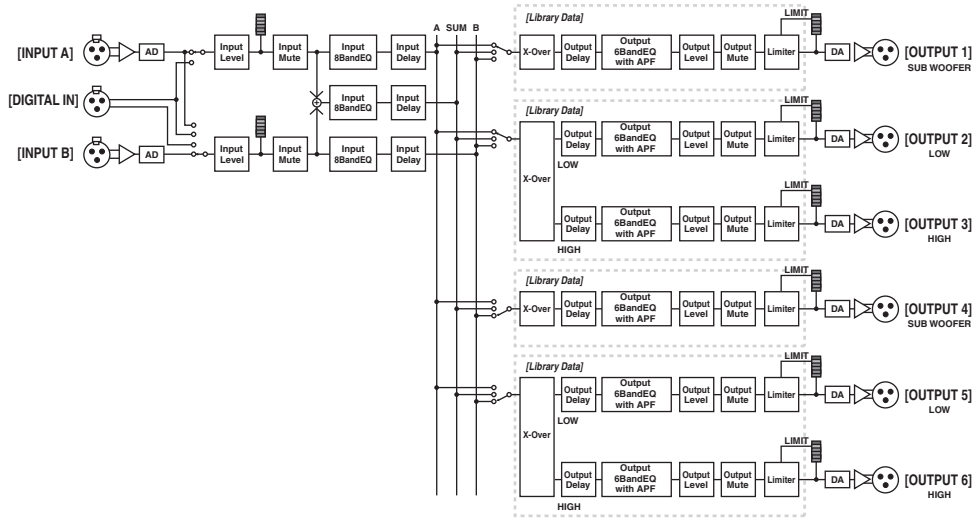 A SUM B
[INPUT A]
AD
Input
Level
Input
Mute
Input
8BandEQ
Input
Delay
[DIGITAL IN]
Input
8BandEQ
Input
Delay
[INPUT B]
AD
Input
Level
Input
Mute
Input
8BandEQ
Input
Delay
[Library Data]
LIMIT
X-Over
Output
Delay
Output
6BandEQ
with APF
Output
Level
Output
Mute
Limiter
DA
[OUTPUT 1]
SUB WOOFER
[Library Data]
LIMIT
X-Over
Output
Delay
LOW
Output
6BandEQ
with APF
Output
Level
Output
Mute
Limiter
DA
[OUTPUT 2]
LOW
LIMIT
Output
Delay
HIGH
Output
6BandEQ
with APF
Output
Level
Output
Mute
Limiter
DA
[OUTPUT 3]
HIGH
[Library Data]
LIMIT
X-Over
Output
Delay
Output
6BandEQ
with APF
Output
Level
Output
Mute
Limiter
DA
[OUTPUT 4]
SUB WOOFER
[Library Data]
LIMIT
X-Over
Output
Delay
LOW
Output
6BandEQ
with APF
Output
Level
Output
Mute
Limiter
DA
[OUTPUT 5]
LOW
LIMIT
Output
Delay
HIGH
Output
6BandEQ
with APF
Output
Level
Output
Mute
Limiter
DA
[OUTPUT 6]
HIGH